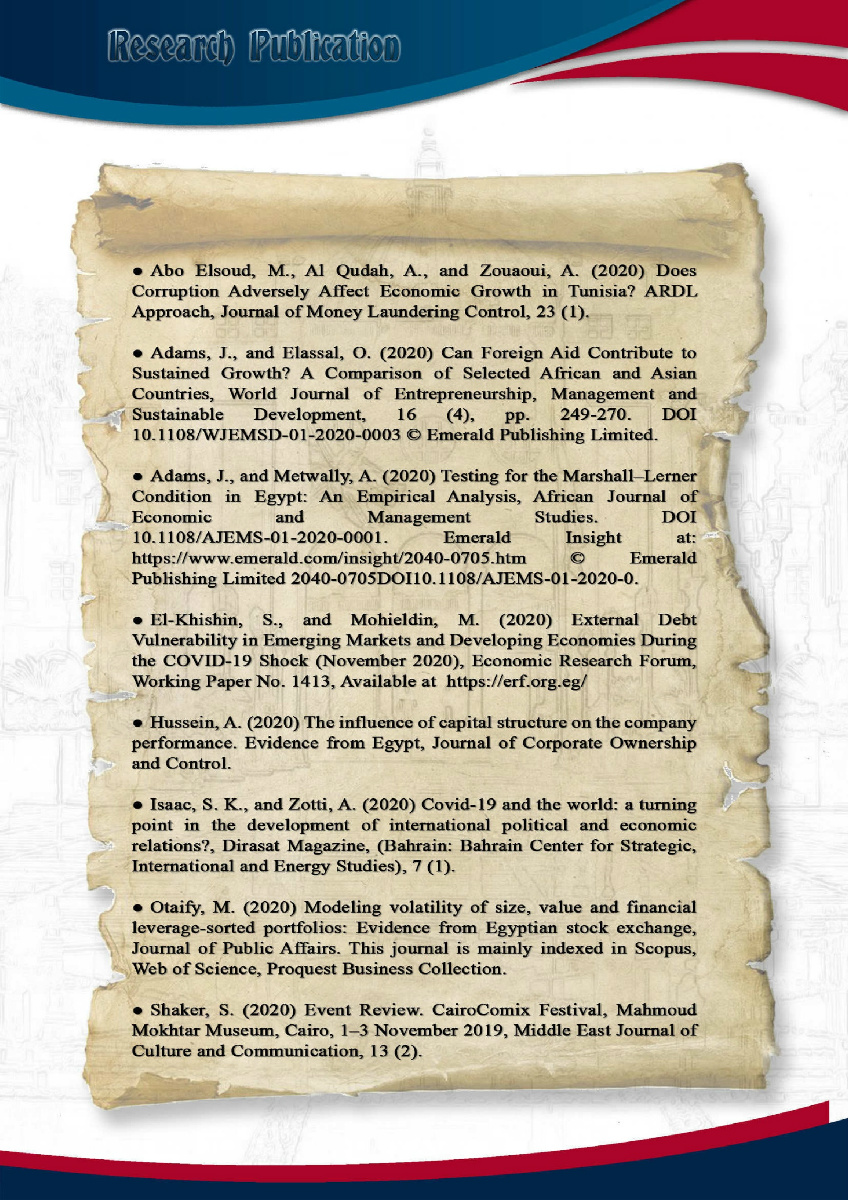 Research Publication
● Abo Elsoud, M., Al Qudah, A., and Zouaoui, A. (2020) Does
Corruption Adversely Affect Economic Growth in Tunisia? ARDL
Approach, Journal of Money Laundering Control, 23 (1).
● Adams, J., and Elassal, O. (2020) Can Foreign Aid Contribute to
Sustained Growth? A Comparison of Selected African and Asian
Countries, World Journal of Entrepreneurship, Management and
Sustainable Development, 16 (4), pp. 249-270. DOI
10.1108/WJEMSD-01-2020-0003 © Emerald Publishing Limited.
● Adams, J., and Metwally, A. (2020) Testing for the Marshall–Lerner
Condition in Egypt: An Empirical Analysis, African Journal of
Economic and Management Studies. DOI
10.1108/AJEMS-01-2020-0001. Emerald Insight at:
https://www.emerald.com/insight/2040-0705.htm © Emerald
Publishing Limited 2040-0705DOI10.1108/AJEMS-01-2020-0.
● El-Khishin, S., and Mohieldin, M. (2020) External Debt
Vulnerability in Emerging Markets and Developing Economies During
the COVID-19 Shock (November 2020), Economic Research Forum,
Working Paper No. 1413, Available at https://erf.org.eg/
● Hussein, A. (2020) The influence of capital structure on the company
performance. Evidence from Egypt, Journal of Corporate Ownership
and Control.
● Isaac, S. K., and Zotti, A. (2020) Covid-19 and the world: a turning
point in the development of international political and economic
relations?, Dirasat Magazine, (Bahrain: Bahrain Center for Strategic,
International and Energy Studies), 7 (1).
● Otaify, M. (2020) Modeling volatility of size, value and financial
leverage-sorted portfolios: Evidence from Egyptian stock exchange,
Journal of Public Affairs. This journal is mainly indexed in Scopus,
Web of Science, Proquest Business Collection.
● Shaker, S. (2020) Event Review. CairoComix Festival, Mahmoud
Mokhtar Museum, Cairo, 1–3 November 2019, Middle East Journal of
Culture and Communication, 13 (2).